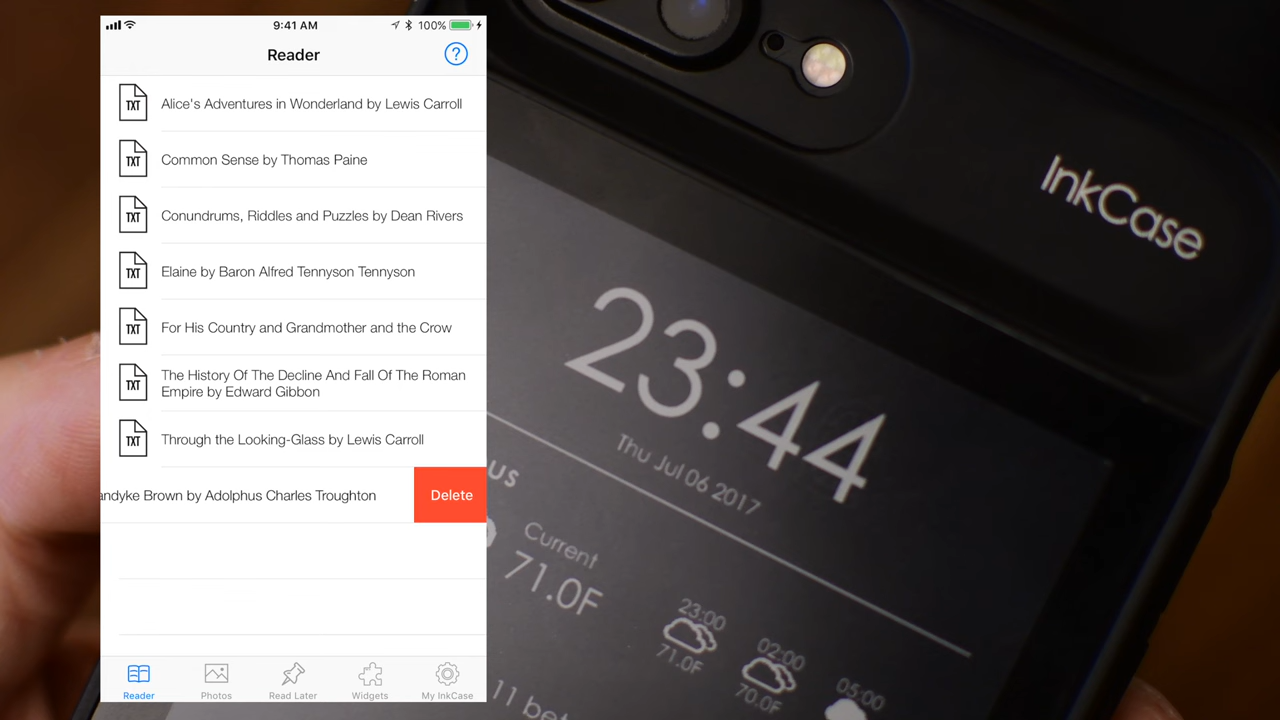 9:41 AM
100%
Reader
?
TXT
Alice's Adventures in Wonderland by Lewis Carroll
TXT
Common Sense by Thomas Paine
TXT
Conundrums, Riddles and Puzzles by Dean Rivers
TXT
Elaine by Baron Alfred Tennyson Tennyson
TXT
For His Country and Grandmother and the Crow
TXT
The History Of The Decline And Fall Of The Roman
Empire by Edward Gibbon
TXT
Through the Looking-Glass by Lewis Carroll
Brown by Adolphus Charles Troughton
Delete
Reader
Photos
Read Later
Widgets
My InkCase
InkCase
23:44
Thu Jul 06 2017
Current
71.0F
23:00
71.0F
02:00
70.0F
05:00
11